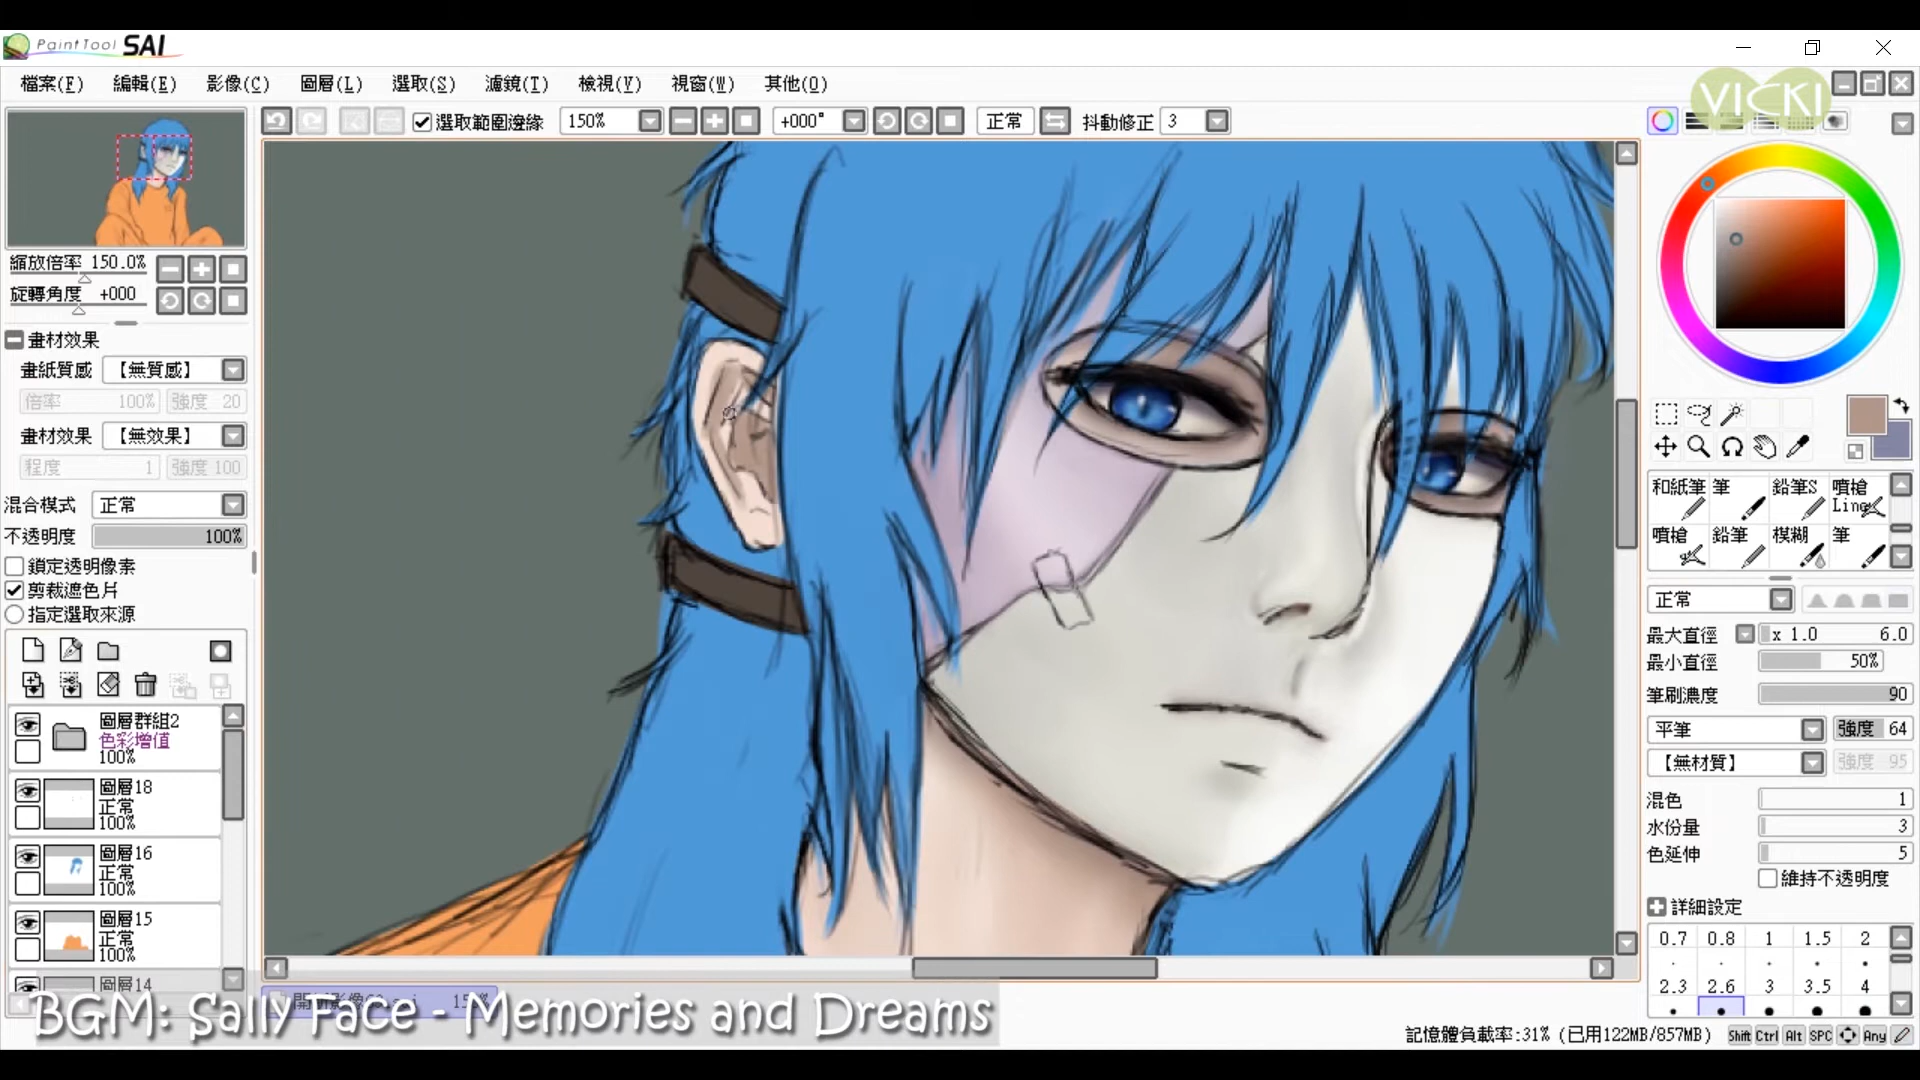 PaintTool SAI
VICKI
檔案(F) 編輯(E) 影像(C) 圖層(L) 選取(S) 濾鏡(T) 檢視(V) 視窗(W) 其他(O)
選取範圍邊緣 150% +000° 正常 抖動修正 3
縮放倍率 150.0%
旋轉角度 +000
畫材效果
畫紙質感 【無質感】
倍率 100% 強度 20
畫材效果 【無效果】
程度 1 強度 100
混合模式 正常
不透明度 100%
鎖定透明像素
剪裁遮色片
指定選取來源
圖層群組2
色彩增值
100%
圖層18
正常
100%
圖層16
正常
100%
圖層15
正常
100%
圖層14
和紙筆 筆 鉛筆S 噴槍
Line
噴槍 鉛筆 模糊 筆
正常
最大直徑 x 1.0 6.0
最小直徑 50%
筆刷濃度 90
平筆 強度 64
【無材質】 強度 95
混色 1
水份量 3
色延伸 5
維持不透明度
詳細設定
0.7 0.8 1 1.5 2
2.3 2.6 3 3.5 4
BGM: Sally Face - Memories and Dreams
記憶體負載率:31% (已用122MB/857MB) Shift Ctrl Alt SPC Any